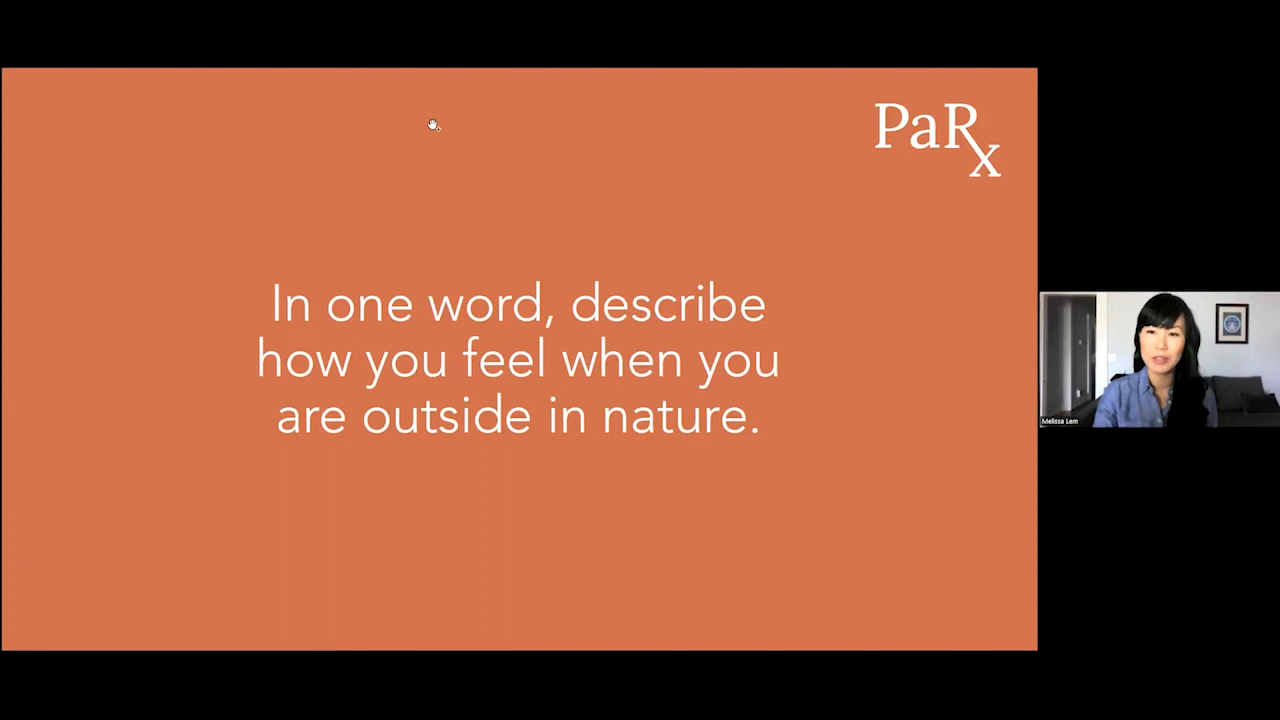 PaRx
In one word, describe
how you feel when you
are outside in nature.
Melissa Lem